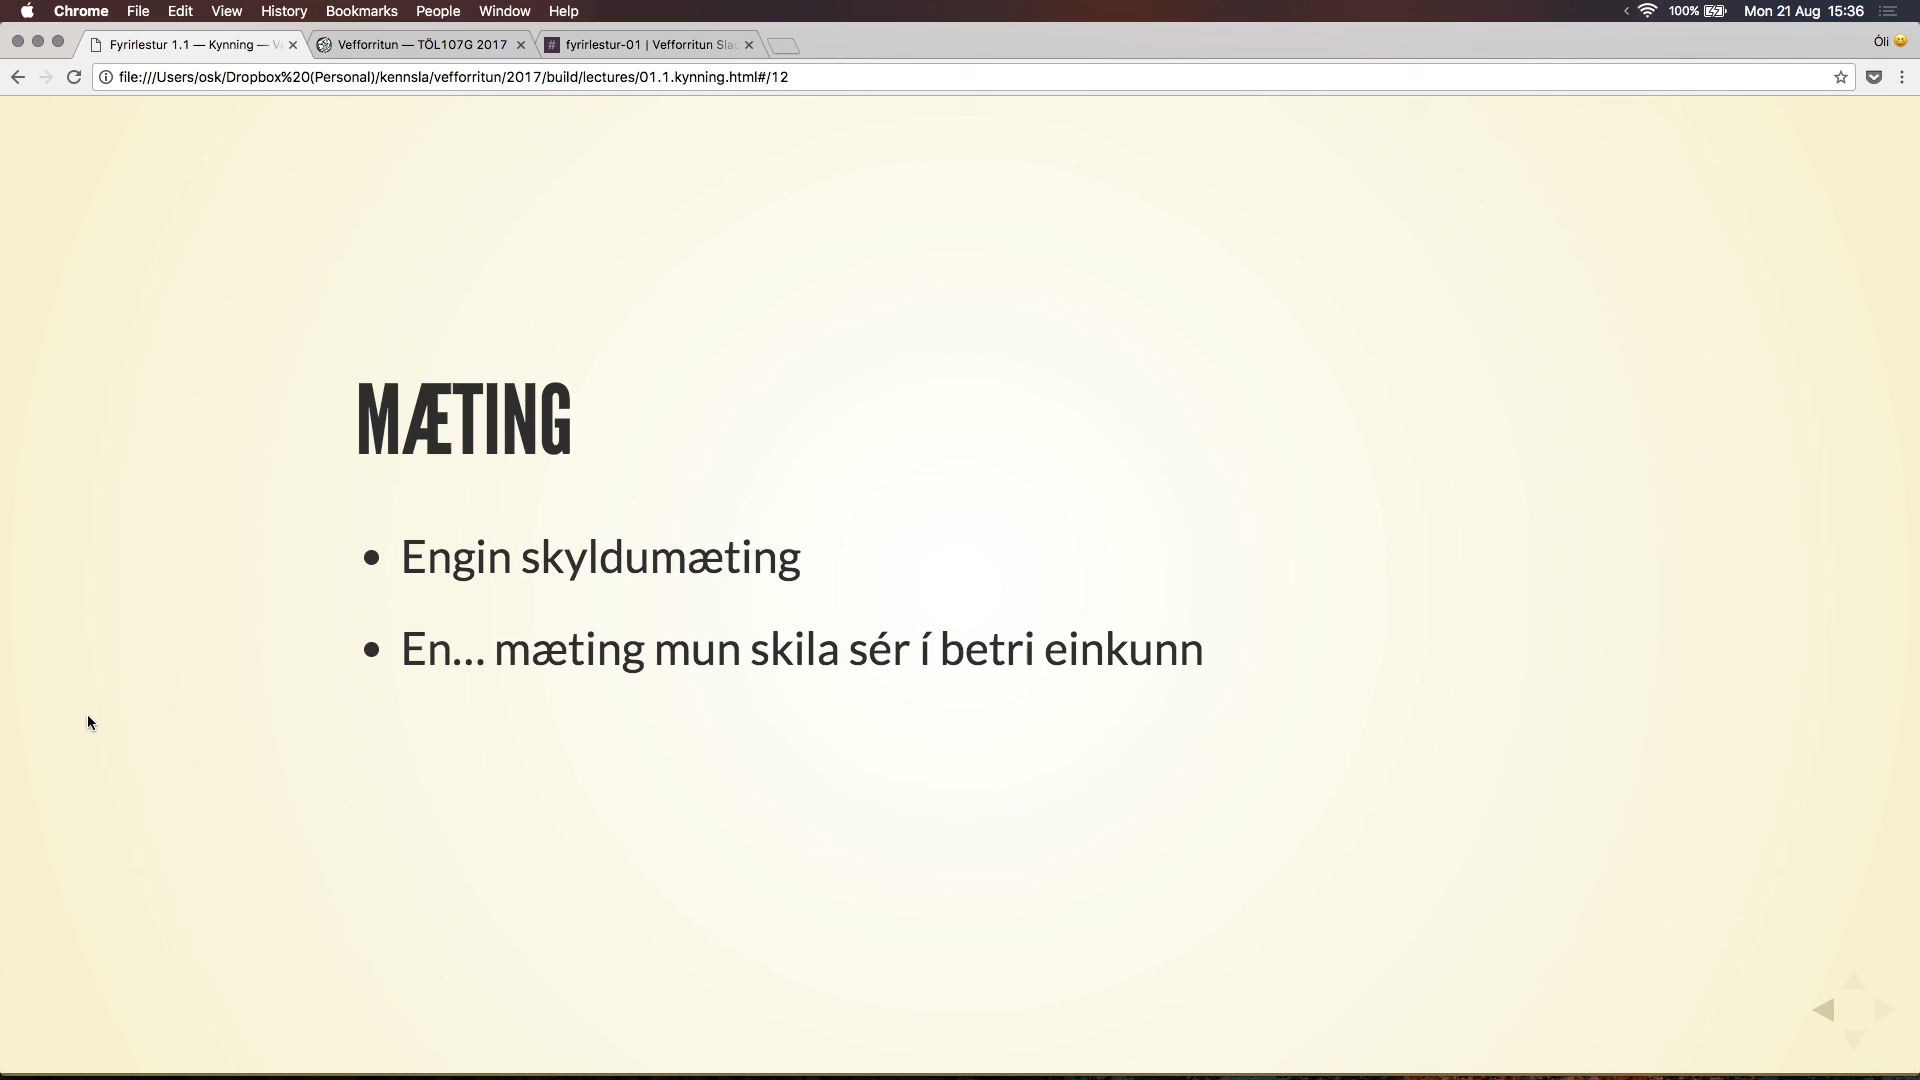 Chrome File Edit View History Bookmarks People Window Help 100% Mon 21 Aug 15:36
Fyrirlestur 1.1 — Kynning — Vefforritun — TÖL107G 2017 fyrirlestur-01 | Vefforritun Slac Óli
file:///Users/osk/Dropbox%20(Personal)/kennsla/vefforritun/2017/build/lectures/01.1.kynning.html#/12
MÆTING
• Engin skyldumæting
• En… mæting mun skila sér í betri einkunn